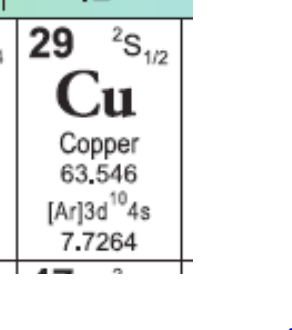 29 ²S₁/₂
Cu
Copper
63.546
[Ar]3d¹⁰4s
7.7264